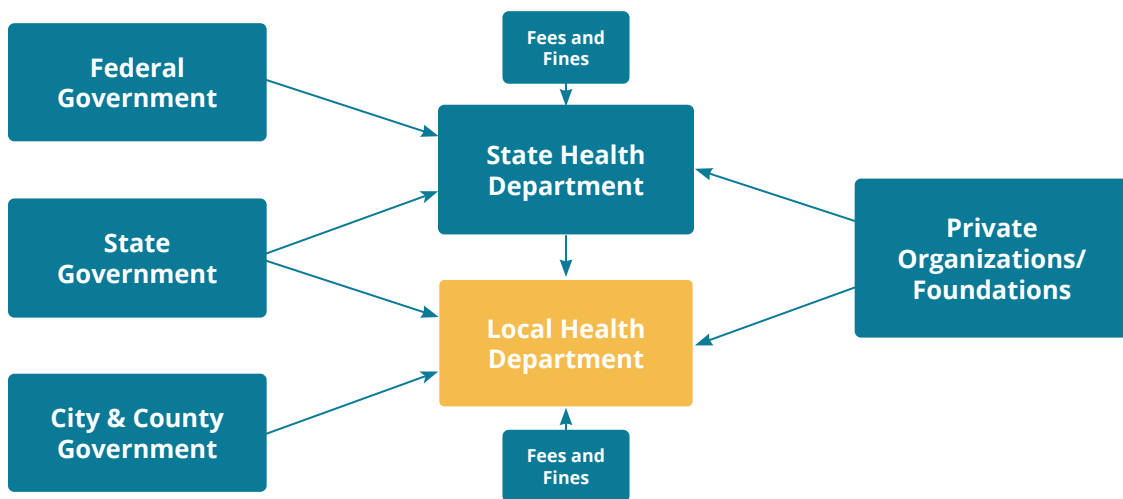 Federal
Government
Fees and
Fines
State Health
Department
State
Government
Private
Organizations/
Foundations
Local Health
Department
City & County
Government
Fees and
Fines